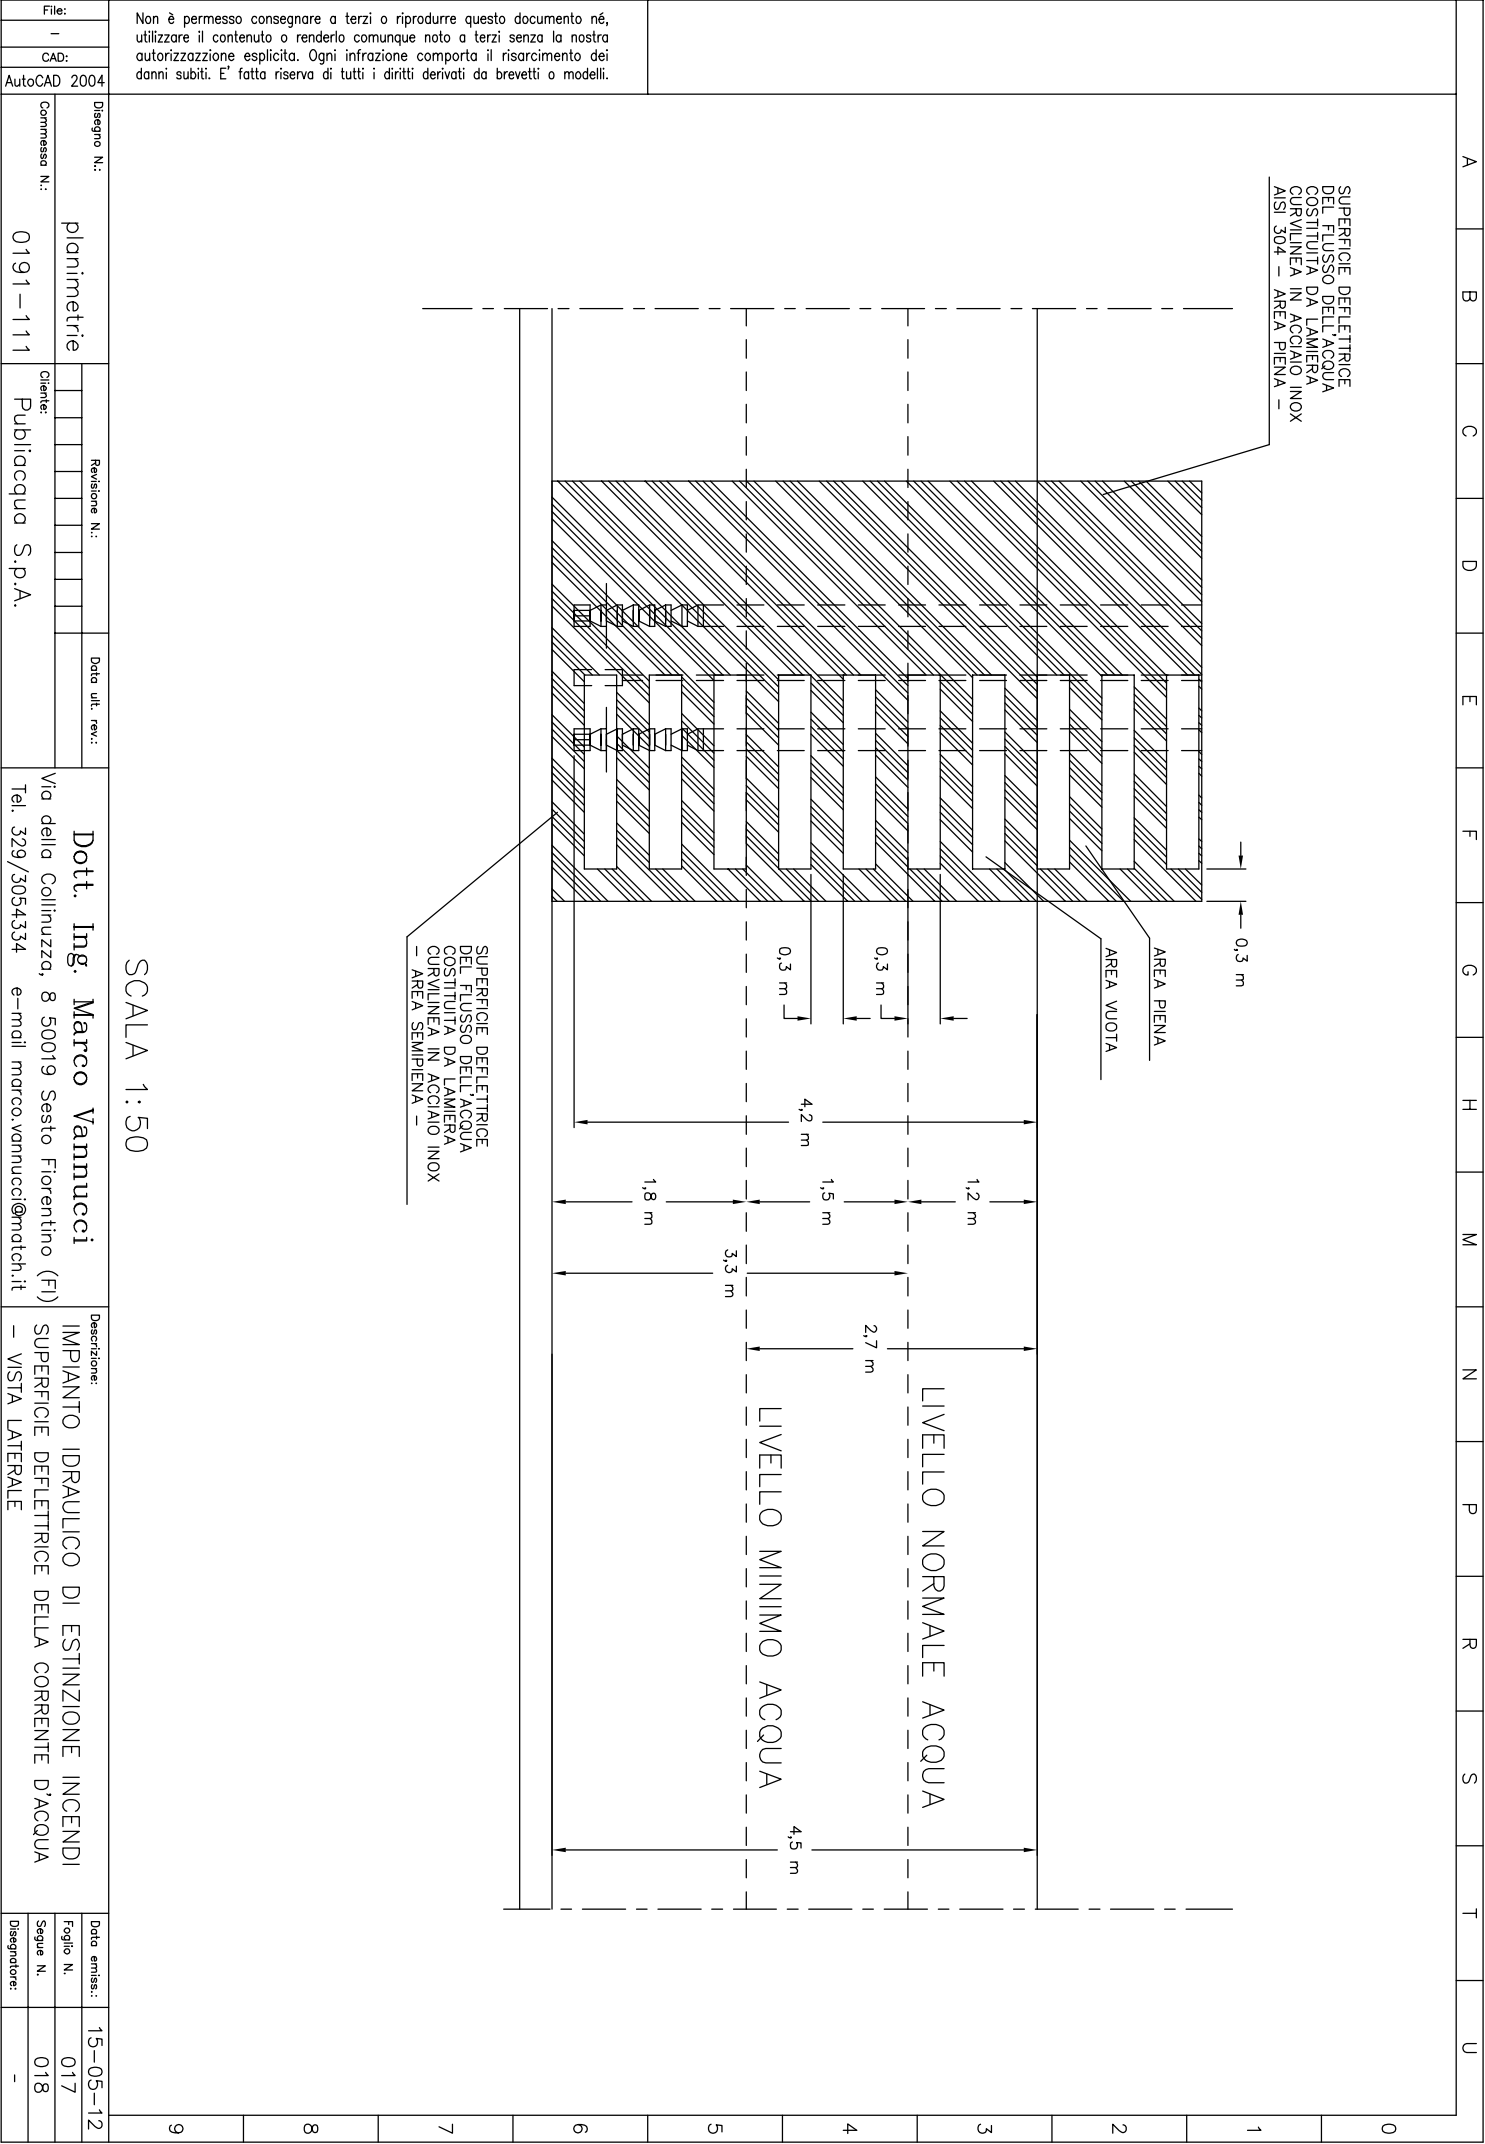 File:
–
CAD:
AutoCAD 2004
Non è permesso consegnare a terzi o riprodurre questo documento né,
utilizzare il contenuto o renderlo comunque noto a terzi senza la nostra
autorizzazzione esplicita. Ogni infrazione comporta il risarcimento dei
danni subiti. E' fatta riserva di tutti i diritti derivati da brevetti o modelli.
A
B
C
D
E
F
G
H
M
N
P
R
S
T
U
0
1
2
3
4
5
6
7
8
9
SUPERFICIE DEFLETTRICE
DEL FLUSSO DELL'ACQUA
COSTITUITA DA LAMIERA
CURVILINEA IN ACCIAIO INOX
AISI 304 – AREA PIENA –
0,3 m
AREA PIENA
AREA VUOTA
0,3 m
0,3 m
SUPERFICIE DEFLETTRICE
DEL FLUSSO DELL'ACQUA
COSTITUITA DA LAMIERA
CURVILINEA IN ACCIAIO INOX
– AREA SEMIPIENA –
4,2 m
1,2 m
1,5 m
1,8 m
3,3 m
2,7 m
LIVELLO NORMALE ACQUA
LIVELLO MINIMO ACQUA
4,5 m
SCALA 1:50
Disegno N.:
planimetrie
Commessa N.:
0191–111
Revisione N.:
Data ult. rev.:
Cliente:
Publiacqua S.p.A.
Dott. Ing. Marco Vannucci
Via della Collinuzza, 8 50019 Sesto Fiorentino (FI)
Tel. 329/3054334 e–mail marco.vannucci@match.it
Descrizione:
IMPIANTO IDRAULICO DI ESTINZIONE INCENDI
SUPERFICIE DEFLETTRICE DELLA CORRENTE D'ACQUA
– VISTA LATERALE
Data emiss.: 15–05–12
Foglio N. 017
Segue N. 018
Disegnatore: –